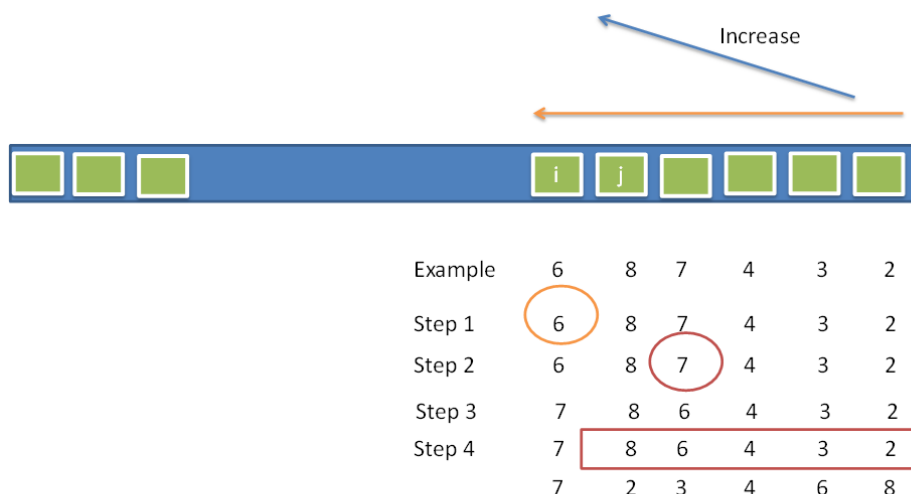 Increase
i j
Example 6 8 7 4 3 2
Step 1 6 8 7 4 3 2
Step 2 6 8 7 4 3 2
Step 3 7 8 6 4 3 2
Step 4 7 8 6 4 3 2
7 2 3 4 6 8